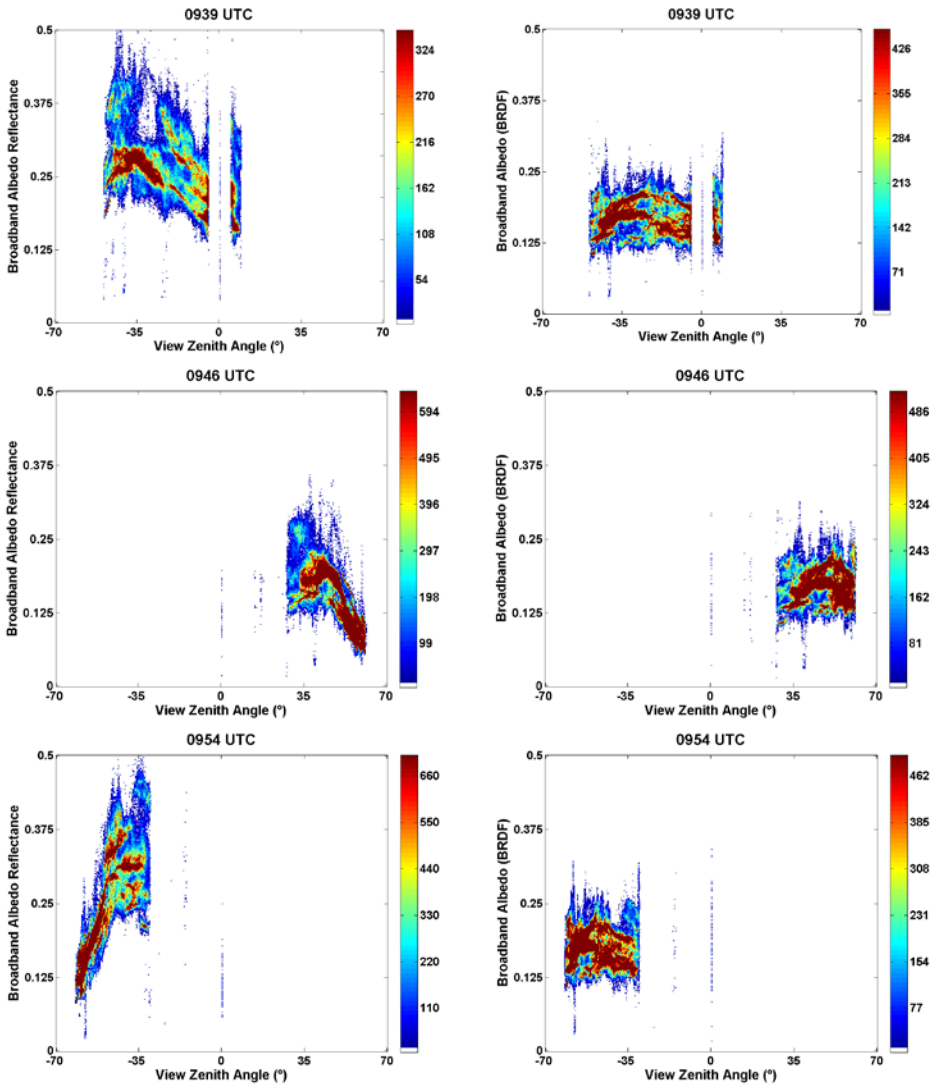 0939 UTC
0.5
0.375
0.25
0.125
0
Broadband Albedo Reflectance
-70 -35 0 35 70
View Zenith Angle (°)
324
270
216
162
108
54
0939 UTC
0.5
0.375
0.25
0.125
0
Broadband Albedo (BRDF)
-70 -35 0 35 70
View Zenith Angle (°)
426
355
284
213
142
71
0946 UTC
0.5
0.375
0.25
0.125
0
Broadband Albedo Reflectance
-70 -35 0 35 70
View Zenith Angle (°)
594
495
396
297
198
99
0946 UTC
0.5
0.375
0.25
0.125
0
Broadband Albedo (BRDF)
-70 -35 0 35 70
View Zenith Angle (°)
486
405
324
243
162
81
0954 UTC
0.5
0.375
0.25
0.125
0
Broadband Albedo Reflectance
-70 -35 0 35 70
View Zenith Angle (°)
660
550
440
330
220
110
0954 UTC
0.5
0.375
0.25
0.125
0
Broadband Albedo (BRDF)
-70 -35 0 35 70
View Zenith Angle (°)
462
385
308
231
154
77